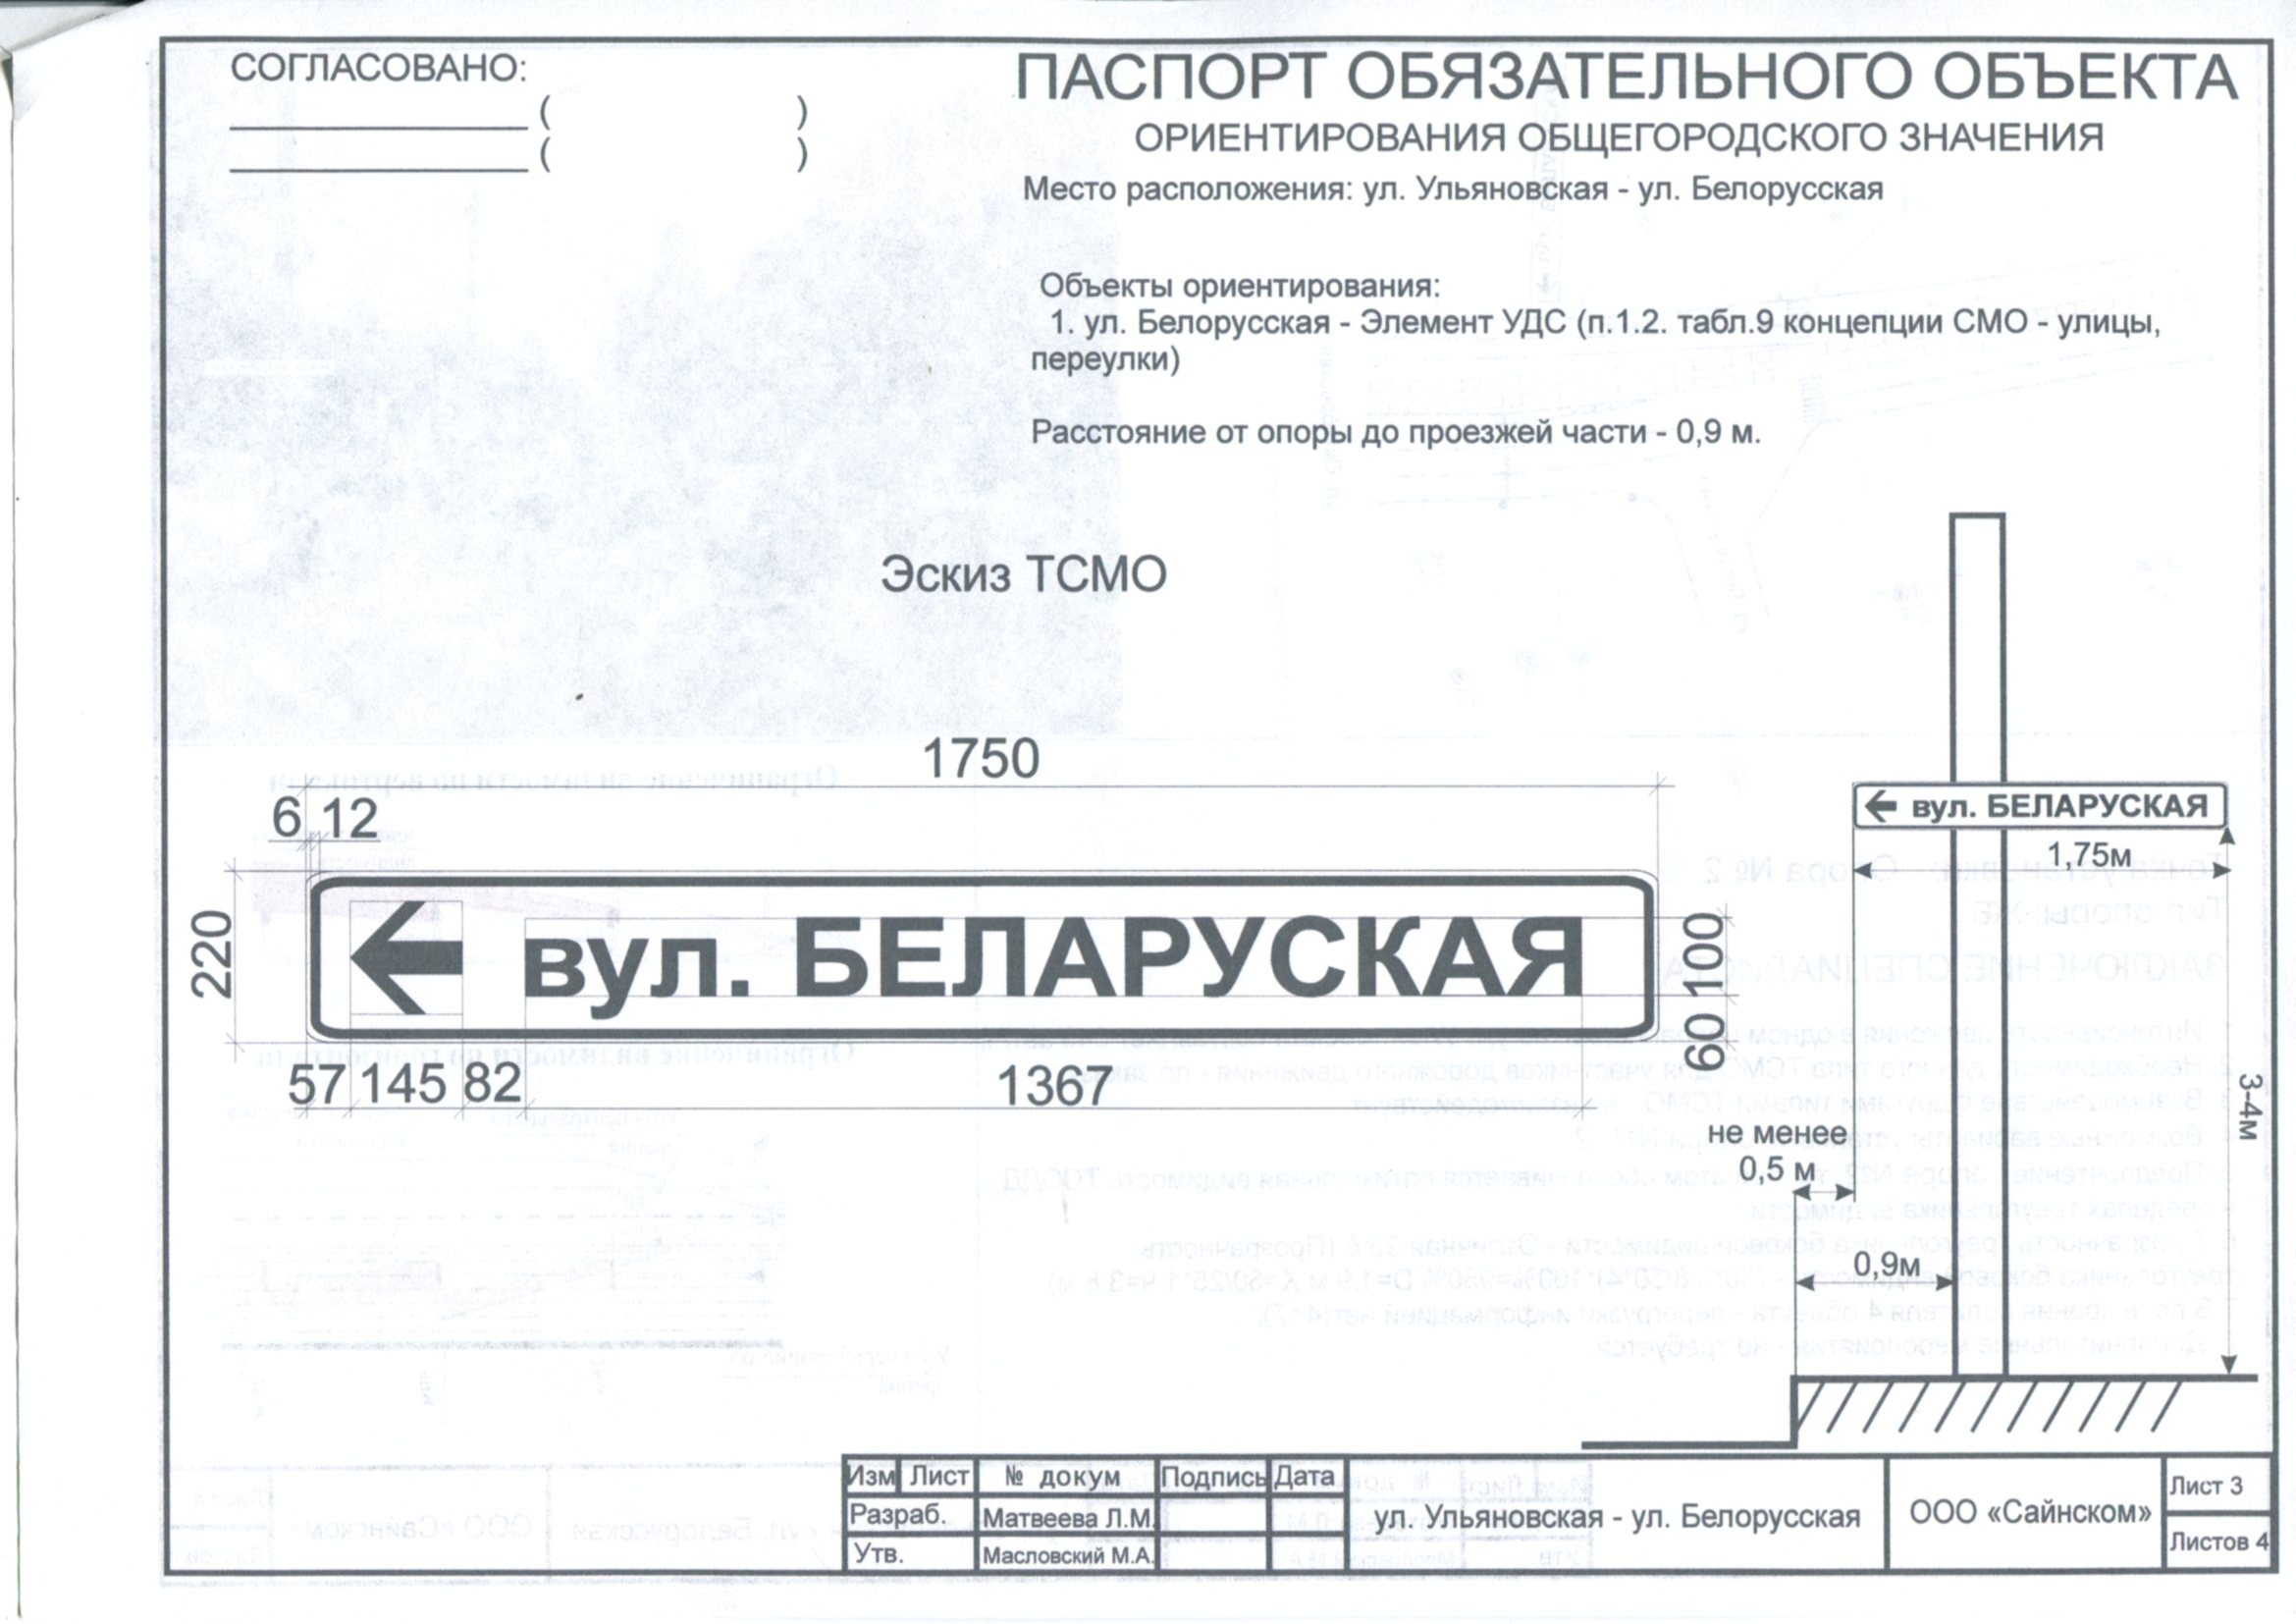 СОГЛАСОВАНО:
( )
( )
ПАСПОРТ ОБЯЗАТЕЛЬНОГО ОБЪЕКТА
ОРИЕНТИРОВАНИЯ ОБЩЕГОРОДСКОГО ЗНАЧЕНИЯ
Место расположения: ул. Ульяновская - ул. Белорусская
Объекты ориентирования:
1. ул. Белорусская - Элемент УДС (п.1.2. табл.9 концепции СМО - улицы,
переулки)
Расстояние от опоры до проезжей части - 0,9 м.
Эскиз ТСМО
1750
6 12
220
← вул. БЕЛАРУСКАЯ
100
60
57 145 82 1367
← вул. БЕЛАРУСКАЯ
1,75м
3-4м
не менее
0,5 м
0,9м
Изм Лист № докум Подпись Дата
Разраб. Матвеева Л.М.
Утв. Масловский М.А.
ул. Ульяновская - ул. Белорусская
ООО «Сайнском»
Лист 3
Листов 4